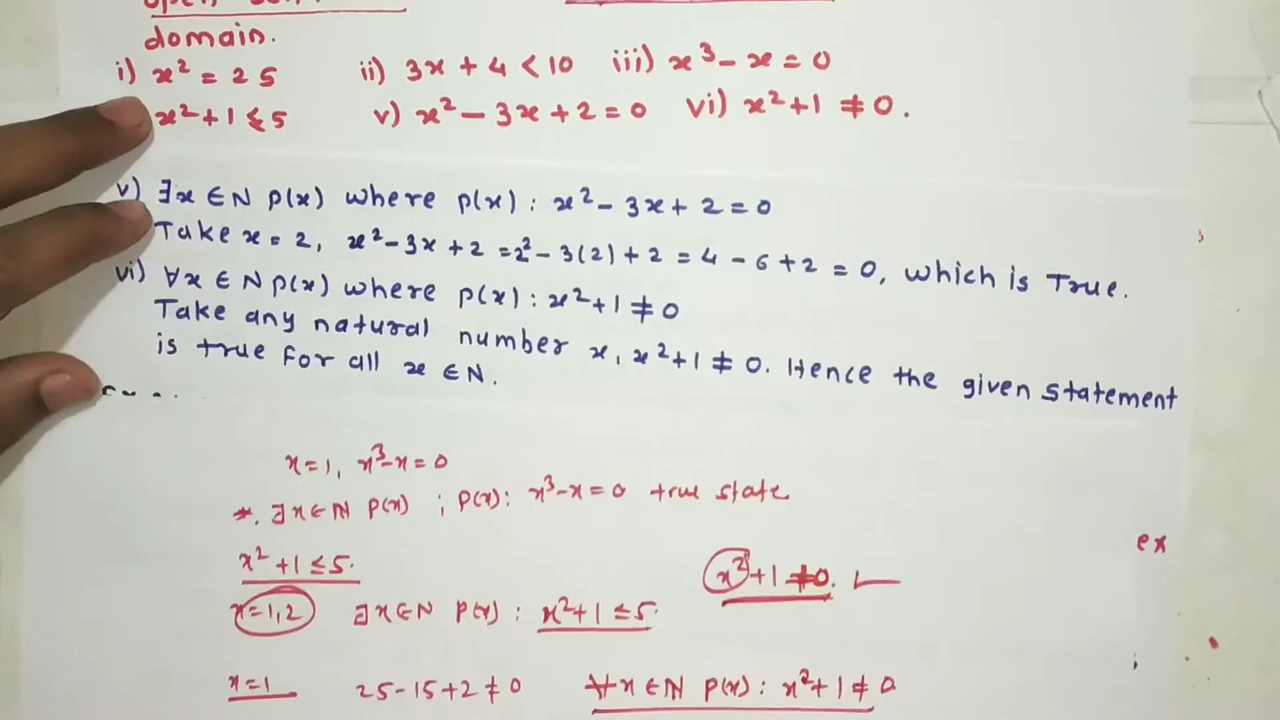 domain.
i) x² = 25 ii) 3x + 4 < 10 iii) x³ - x = 0
x² + 1 ≤ 5 v) x² - 3x + 2 = 0 vi) x² + 1 ≠ 0.
v) ∃x ∈ N p(x) where p(x) : x² - 3x + 2 = 0
Take x = 2, x² - 3x + 2 = 2² - 3(2) + 2 = 4 - 6 + 2 = 0, which is True.
vi) ∀x ∈ N p(x) where p(x) : x² + 1 ≠ 0
Take any natural number x, x² + 1 ≠ 0. Hence the given statement
is true for all x ∈ N.
x = 1, x³ - x = 0
*. ∃x ∈ N P(x) ; P(x) : x³ - x = 0 true state
x² + 1 ≤ 5.
x² + 1 ≠ 0.
ex
x = 1, 2 ∃x ∈ N P(x) : x² + 1 ≤ 5.
x = 1 25 - 15 + 2 ≠ 0 ∀x ∈ N p(x) : x² + 1 ≠ 0